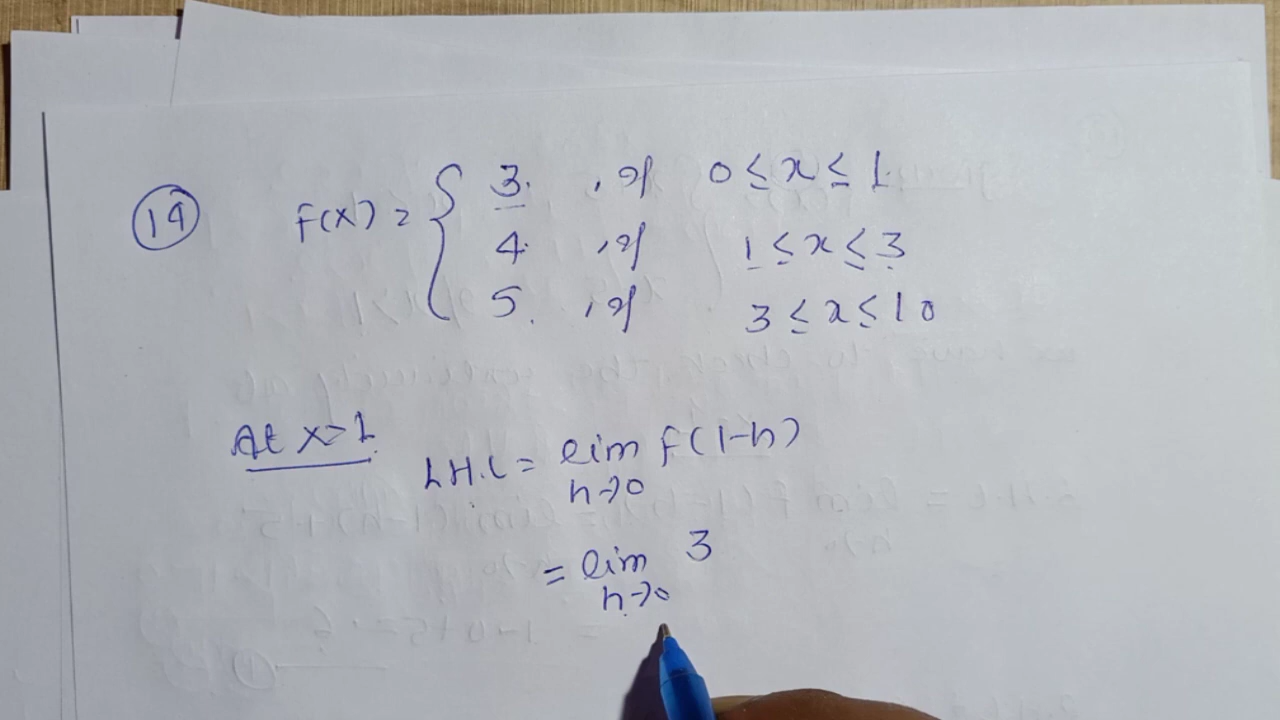 (19) f(x) = { 3. , if 0 ≤ x ≤ 1.
4. , if 1 ≤ x ≤ 3
5. , if 3 ≤ x ≤ 10
At x=1 L.H.L = lim f(1-h)
h→0
= lim 3
h→0